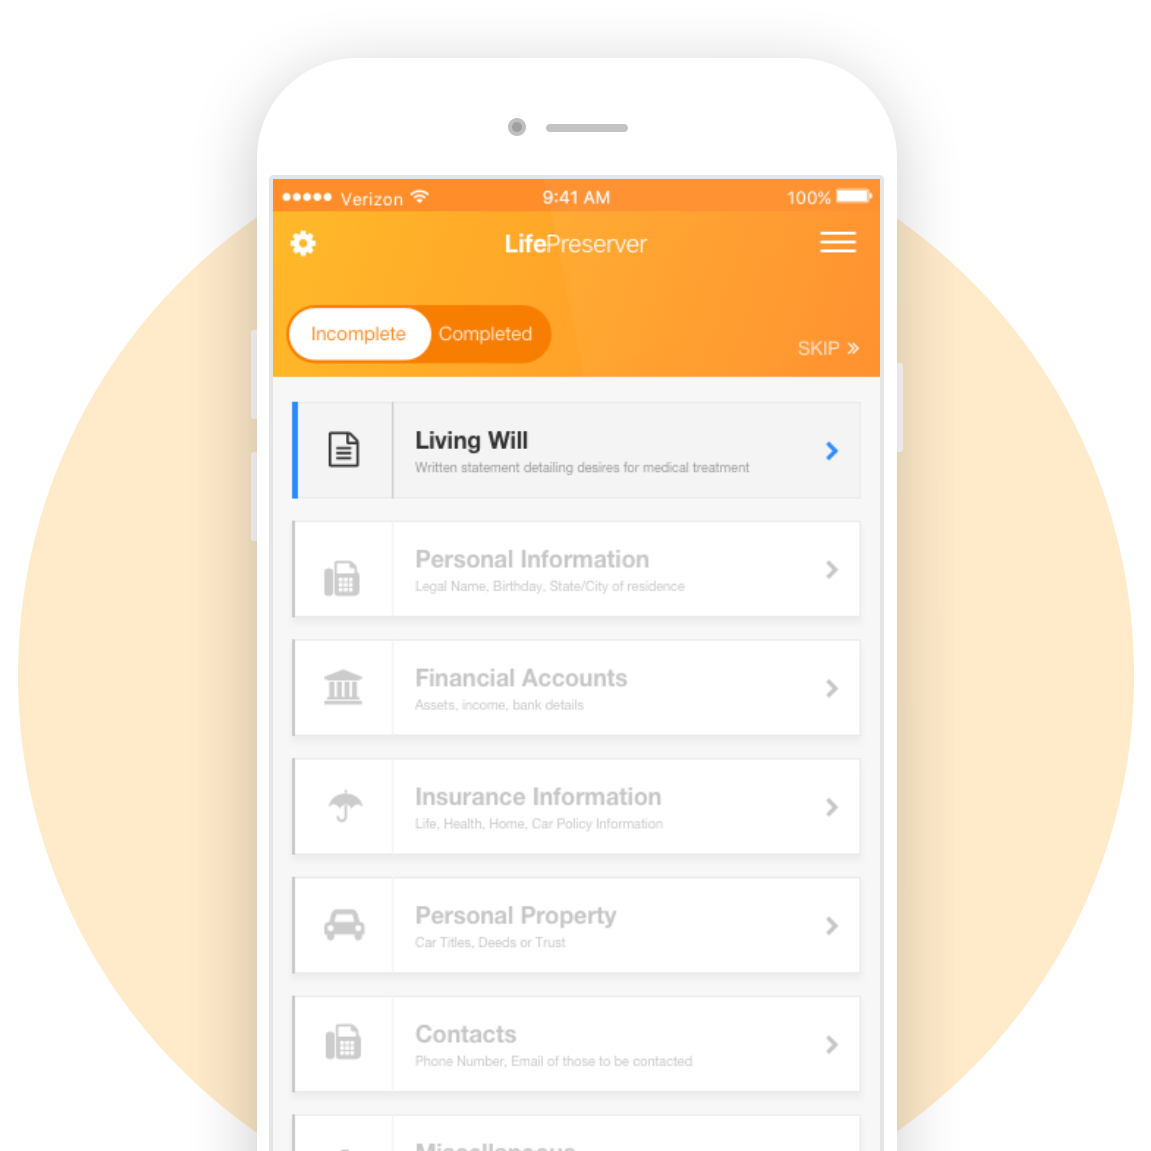 Verizon 9:41 AM 100%
LifePreserver
Incomplete Completed
SKIP »
Living Will
Written statement detailing desires for medical treatment
Personal Information
Legal Name, Birthday, State/City of residence
Financial Accounts
Assets, income, bank details
Insurance Information
Life, Health, Home, Car Policy Information
Personal Property
Car Titles, Deeds or Trust
Contacts
Phone Number, Email of those to be contacted
Miscellaneous